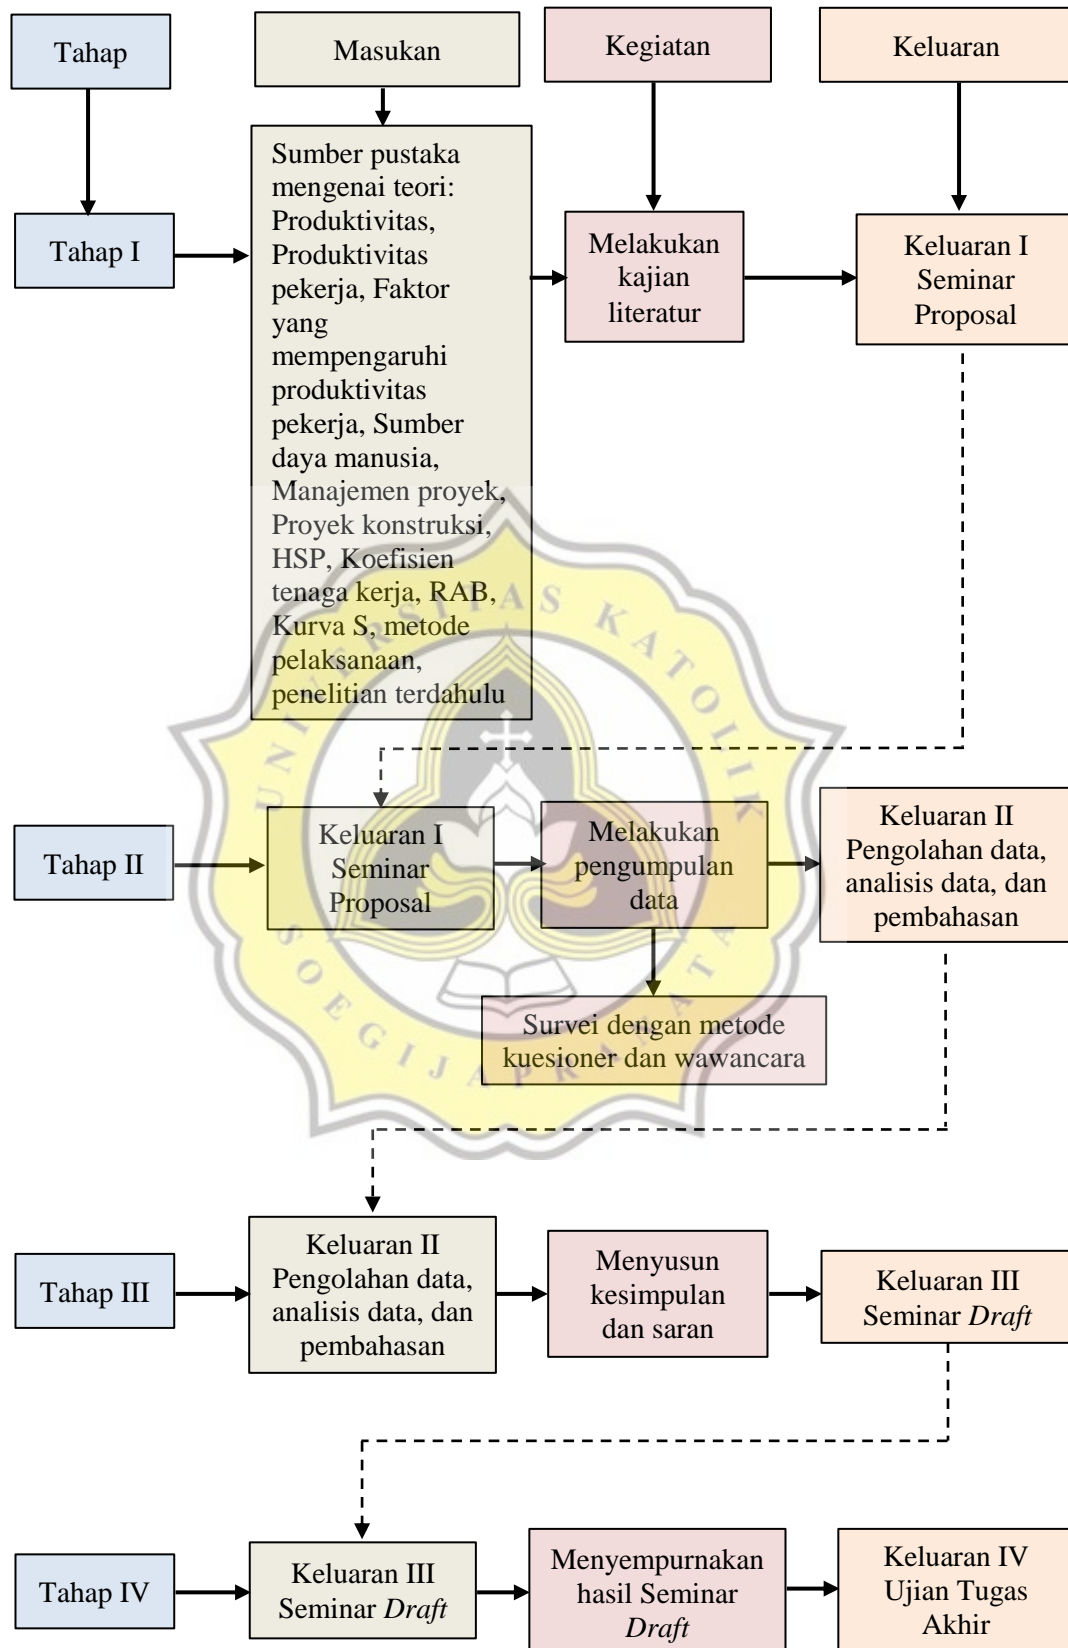 Tahap
Masukan
Kegiatan
Keluaran
Tahap I
Sumber pustaka
mengenai teori:
Produktivitas,
Produktivitas
pekerja, Faktor
yang
mempengaruhi
produktivitas
pekerja, Sumber
daya manusia,
Manajemen proyek,
Proyek konstruksi,
HSP, Koefisien
tenaga kerja, RAB,
Kurva S, metode
pelaksanaan,
penelitian terdahulu
Melakukan
kajian
literatur
Keluaran I
Seminar
Proposal
UNIVERSITAS KATOLIK
SOEGIJAPRANATA
Tahap II
Keluaran I
Seminar
Proposal
Melakukan
pengumpulan
data
Keluaran II
Pengolahan data,
analisis data, dan
pembahasan
Survei dengan metode
kuesioner dan wawancara
Tahap III
Keluaran II
Pengolahan data,
analisis data, dan
pembahasan
Menyusun
kesimpulan
dan saran
Keluaran III
Seminar Draft
Tahap IV
Keluaran III
Seminar Draft
Menyempurnakan
hasil Seminar
Draft
Keluaran IV
Ujian Tugas
Akhir